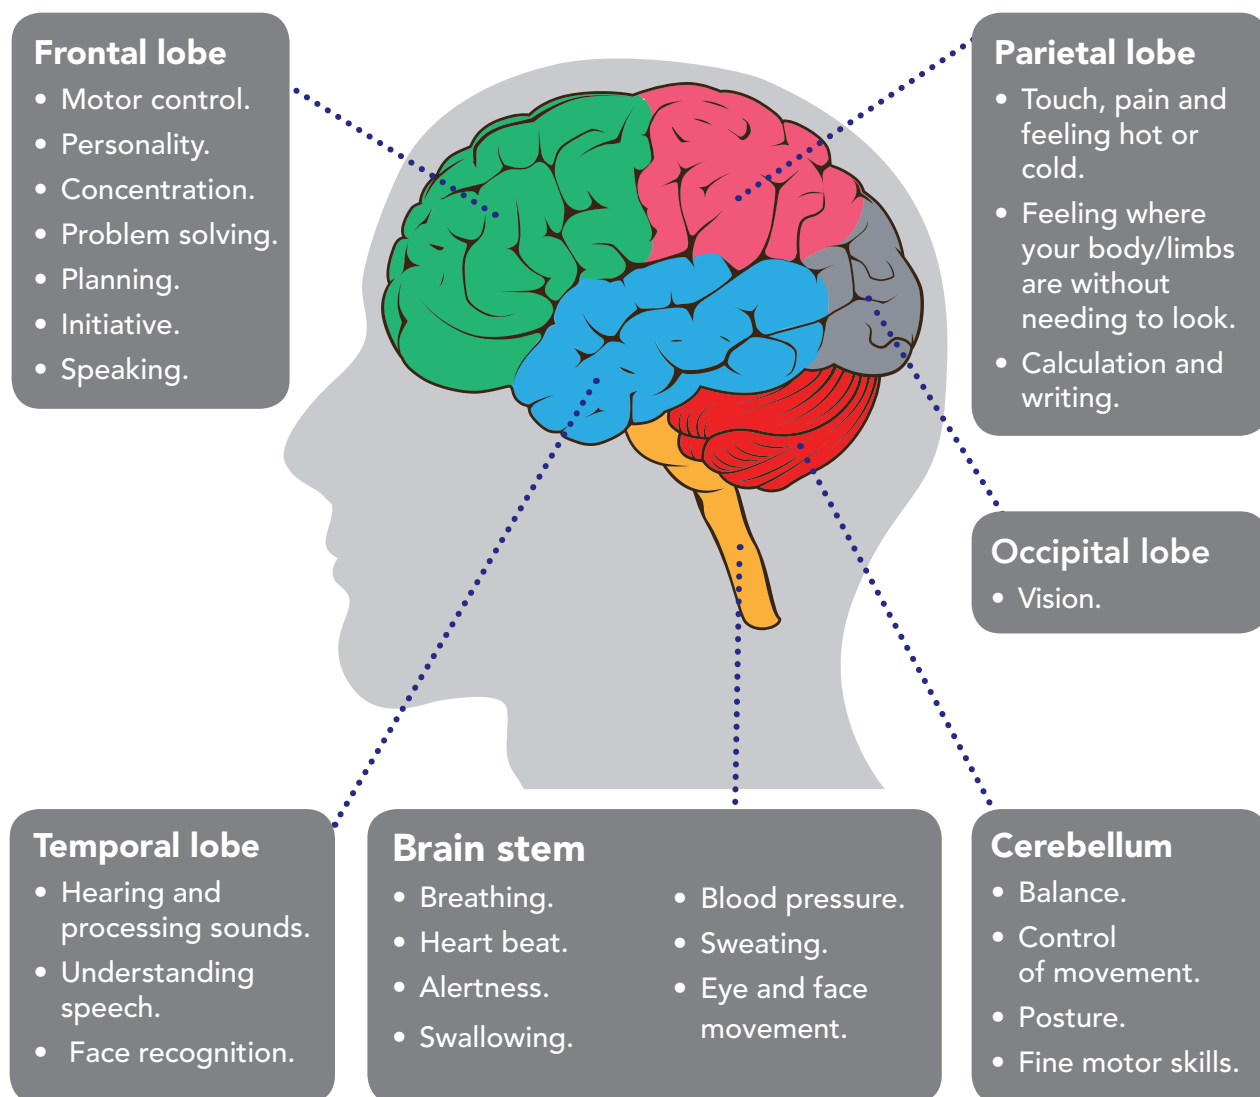 Frontal lobe
• Motor control.
• Personality.
• Concentration.
• Problem solving.
• Planning.
• Initiative.
• Speaking.
Parietal lobe
• Touch, pain and
feeling hot or
cold.
• Feeling where
your body/limbs
are without
needing to look.
• Calculation and
writing.
Occipital lobe
• Vision.
Temporal lobe
• Hearing and
processing sounds.
• Understanding
speech.
• Face recognition.
Brain stem
• Breathing.
• Heart beat.
• Alertness.
• Swallowing.
• Blood pressure.
• Sweating.
• Eye and face
movement.
Cerebellum
• Balance.
• Control
of movement.
• Posture.
• Fine motor skills.